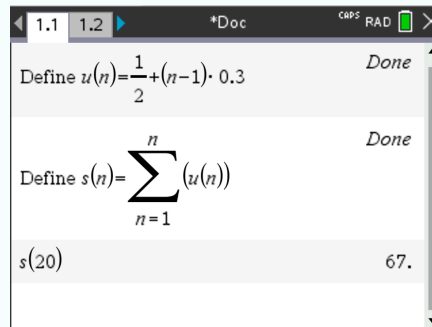 1.1 1.2 *Doc CAPS RAD
Define u(n)=1/2+(n−1)· 0.3 Done
Define s(n)=∑(n=1 to n)(u(n)) Done
s(20) 67.